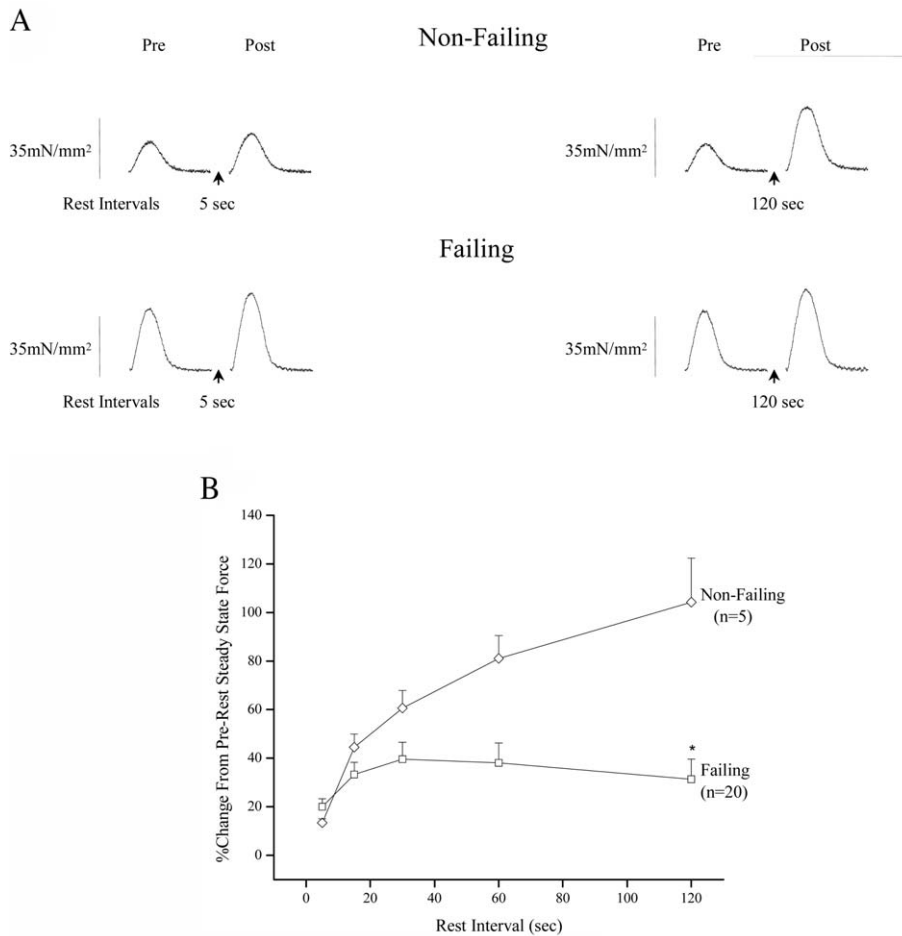 A
Non-Failing
Pre Post Pre Post
35mN/mm² 35mN/mm²
Rest Intervals 5 sec 120 sec
Failing
35mN/mm² 35mN/mm²
Rest Intervals 5 sec 120 sec
B
%Change From Pre-Rest Steady State Force
140
120
100
80
60
40
20
0
Non-Failing
(n=5)
*
Failing
(n=20)
0 20 40 60 80 100 120
Rest Interval (sec)